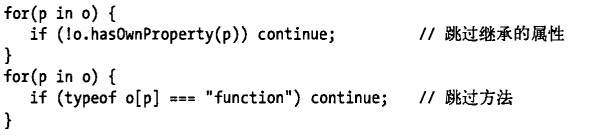 for(p in o) {
   if (!o.hasOwnProperty(p)) continue;          // 跳过继承的属性
}
for(p in o) {
   if (typeof o[p] === "function") continue;    // 跳过方法
}